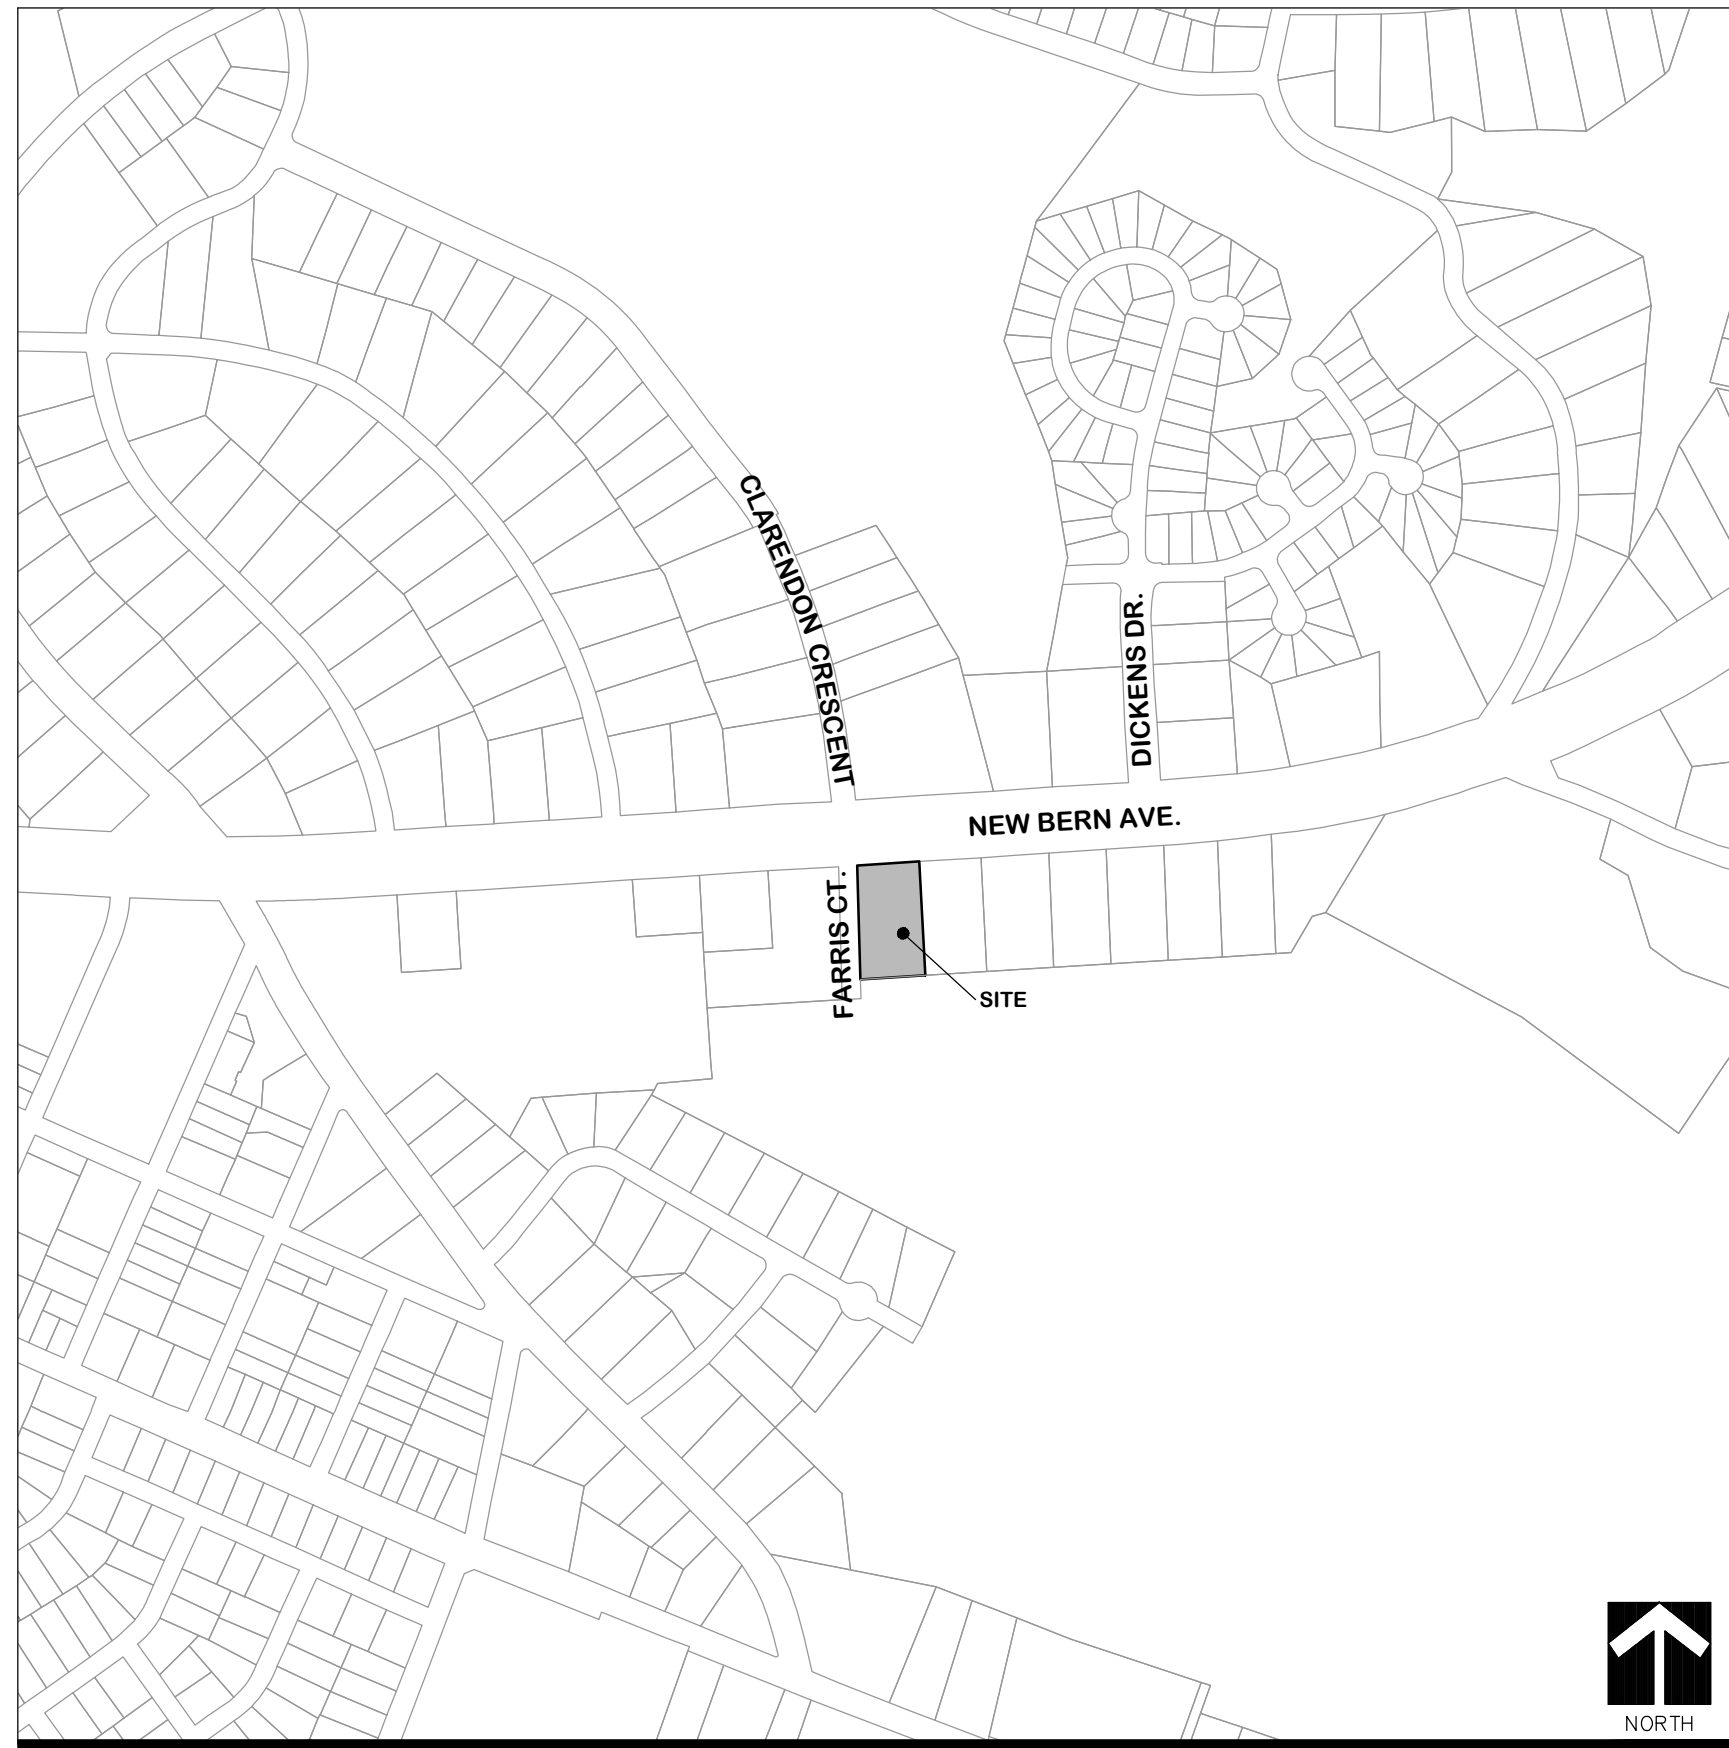 CLARENDON CRESCENT
DICKENS DR.
NEW BERN AVE.
FARRIS CT.
SITE
NORTH